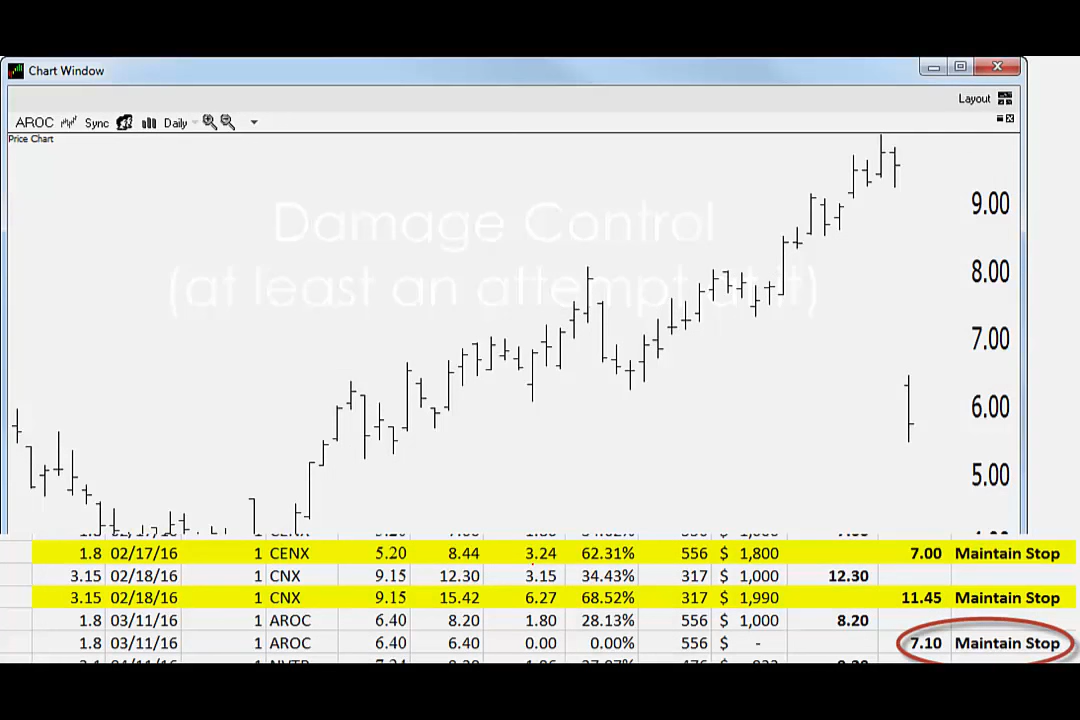 Chart Window
Layout
AROC Sync Daily
Price Chart
Damage Control
(at least an attempt at it)
9.00
8.00
7.00
6.00
5.00
1.8 02/17/16 1 CENX 5.20 8.44 3.24 62.31% 556 $ 1,800 7.00 Maintain Stop
3.15 02/18/16 1 CNX 9.15 12.30 3.15 34.43% 317 $ 1,000 12.30
3.15 02/18/16 1 CNX 9.15 15.42 6.27 68.52% 317 $ 1,990 11.45 Maintain Stop
1.8 03/11/16 1 AROC 6.40 8.20 1.80 28.13% 556 $ 1,000 8.20
1.8 03/11/16 1 AROC 6.40 6.40 0.00 0.00% 556 $ - 7.10 Maintain Stop